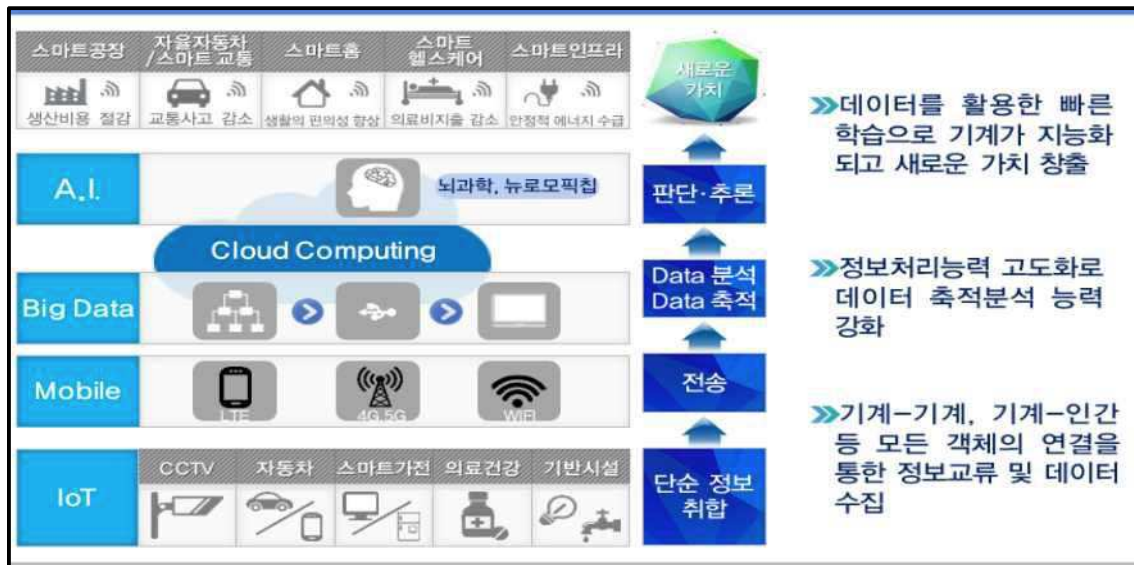 스마트공장
자율자동차
/스마트 교통
스마트홈
스마트
헬스케어
스마트인프라
생산비용 절감
교통사고 감소
생활의 편의성 향상
의료비지출 감소
안정적 에너지 수급
새로운
가치
A.I.
뇌과학, 뉴로모픽칩
판단·추론
Cloud Computing
Big Data
Data 분석
Data 축적
Mobile
LTE
4G,5G
WIFI
전송
IoT
CCTV
자동차
스마트가전
의료건강
기반시설
단순 정보
취합
데이터를 활용한 빠른
학습으로 기계가 지능화
되고 새로운 가치 창출
정보처리능력 고도화로
데이터 축적분석 능력
강화
기계-기계, 기계-인간
등 모든 객체의 연결을
통한 정보교류 및 데이터
수집